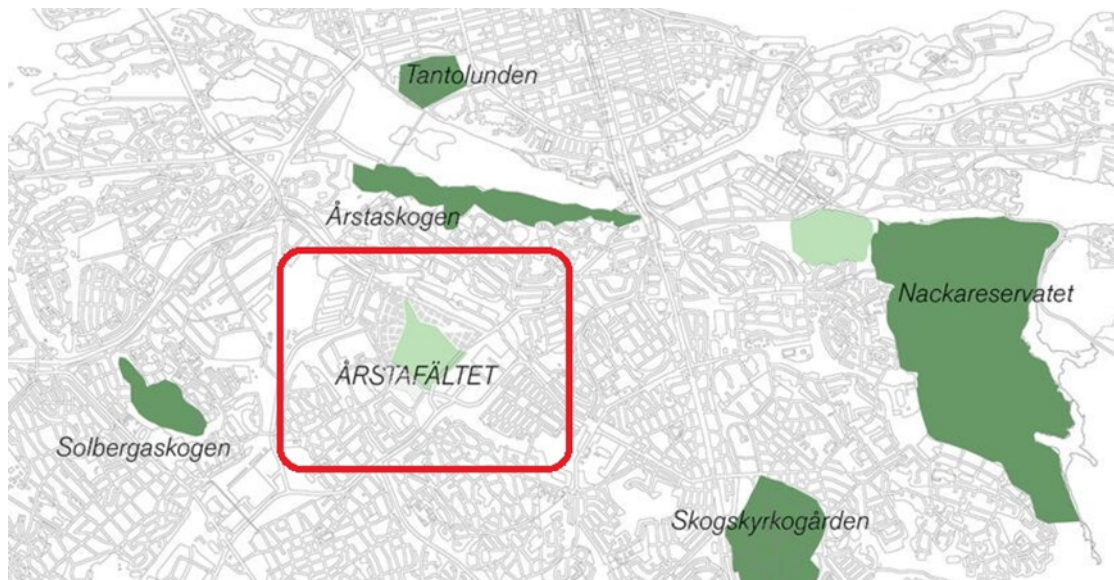 Tantolunden
Årstaskogen
Nackareservatet
ÅRSTAFÄLTET
Solbergaskogen
Skogskyrkogården